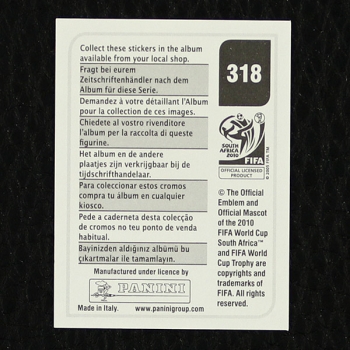 Collect these stickers in the album
available from your local shop.
Fragt bei eurem
Zeitschriftenhändler nach dem
Album für diese Serie.
Demandez à votre détaillant l'Album
pour la collection de ces images.
Chiedete al vostro rivenditore
l'album per la raccolta di queste
figurine.
Het album en de andere
plaatjes zijn verkrijgbaar bij de
tijdschrifthandelaar.
Para coleccionar estos cromos
compra tu álbum en cualquier
kiosco.
Pede a caderneta desta colecção
de cromos no teu ponto de venda
habitual.
Bayinizden aldığınız albümü bu
çıkartmalar ile tamamlayın.
Manufactured under licence by
PANINI
Made in Italy. www.paninigroup.com
318
SOUTH AFRICA
2010
FIFA
© 2005 FIFA TM
OFFICIAL LICENSED
PRODUCT
© The Official
Emblem and
Official Mascot
of the 2010
FIFA World Cup
South Africa™
and FIFA World
Cup Trophy are
copyrights and
trademarks of
FIFA. All rights
reserved.